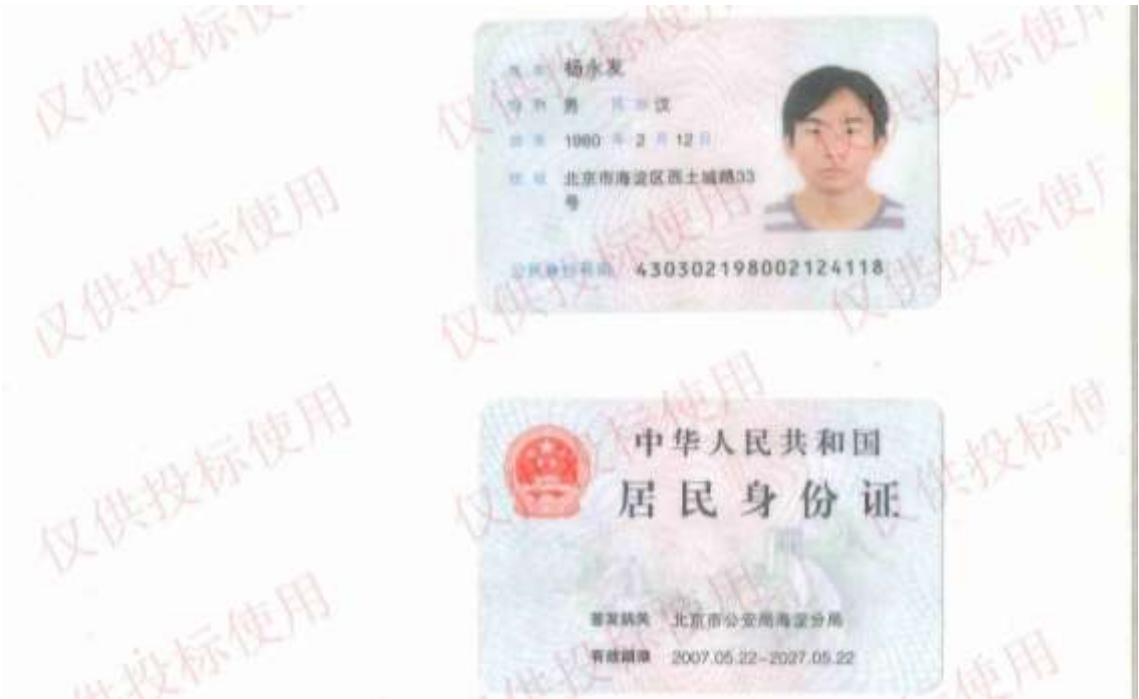 仅供投标使用
姓名 杨永发
性别 男 民族 汉
出生 1980 年 2 月 12 日
住址 北京市海淀区西土城路33
号
公民身份号码 430302198002124118
中华人民共和国
居民身份证
签发机关 北京市公安局海淀分局
有效期限 2007.05.22-2027.05.22